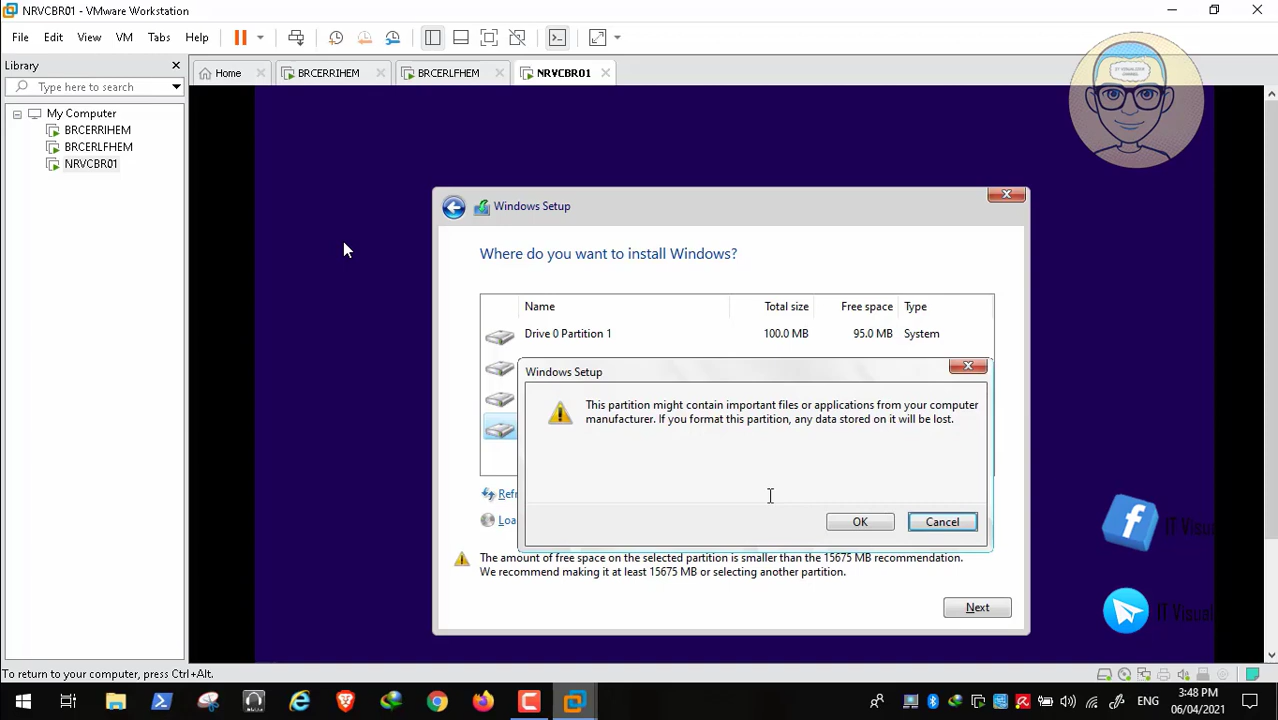 NRVCBR01 - VMware Workstation
File Edit View VM Tabs Help
Library
Type here to search
Home BRCERRIHEM BRCERLFHEM NRVCBR01
My Computer
BRCERRIHEM
BRCERLFHEM
NRVCBR01
Windows Setup
Where do you want to install Windows?
Name Total size Free space Type
Drive 0 Partition 1 100.0 MB 95.0 MB System
Windows Setup
This partition might contain important files or applications from your computer
manufacturer. If you format this partition, any data stored on it will be lost.
OK Cancel
The amount of free space on the selected partition is smaller than the 15675 MB recommendation.
We recommend making it at least 15675 MB or selecting another partition.
Next
IT Visual
IT Visual
To return to your computer, press Ctrl+Alt.
ENG
3:48 PM
06/04/2021